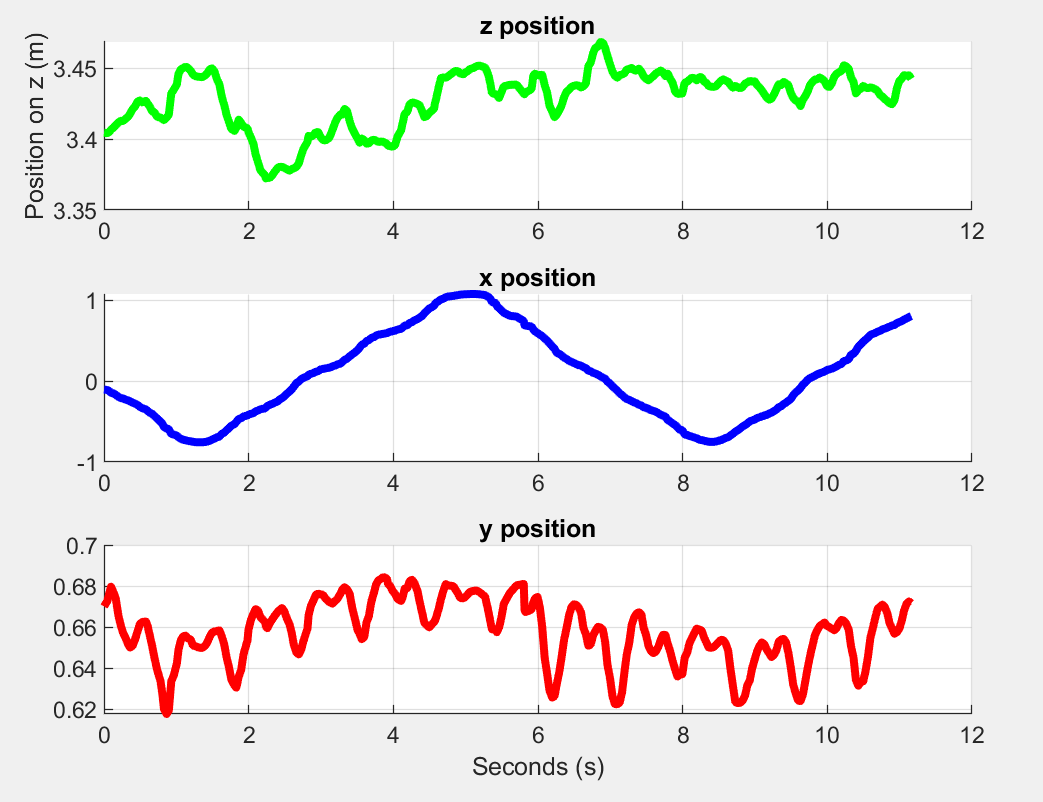 z position
Position on z (m)
3.45
3.4
3.35
0 2 4 6 8 10 12
x position
1
0
-1
0 2 4 6 8 10 12
y position
0.7
0.68
0.66
0.64
0.62
0 2 4 6 8 10 12
Seconds (s)